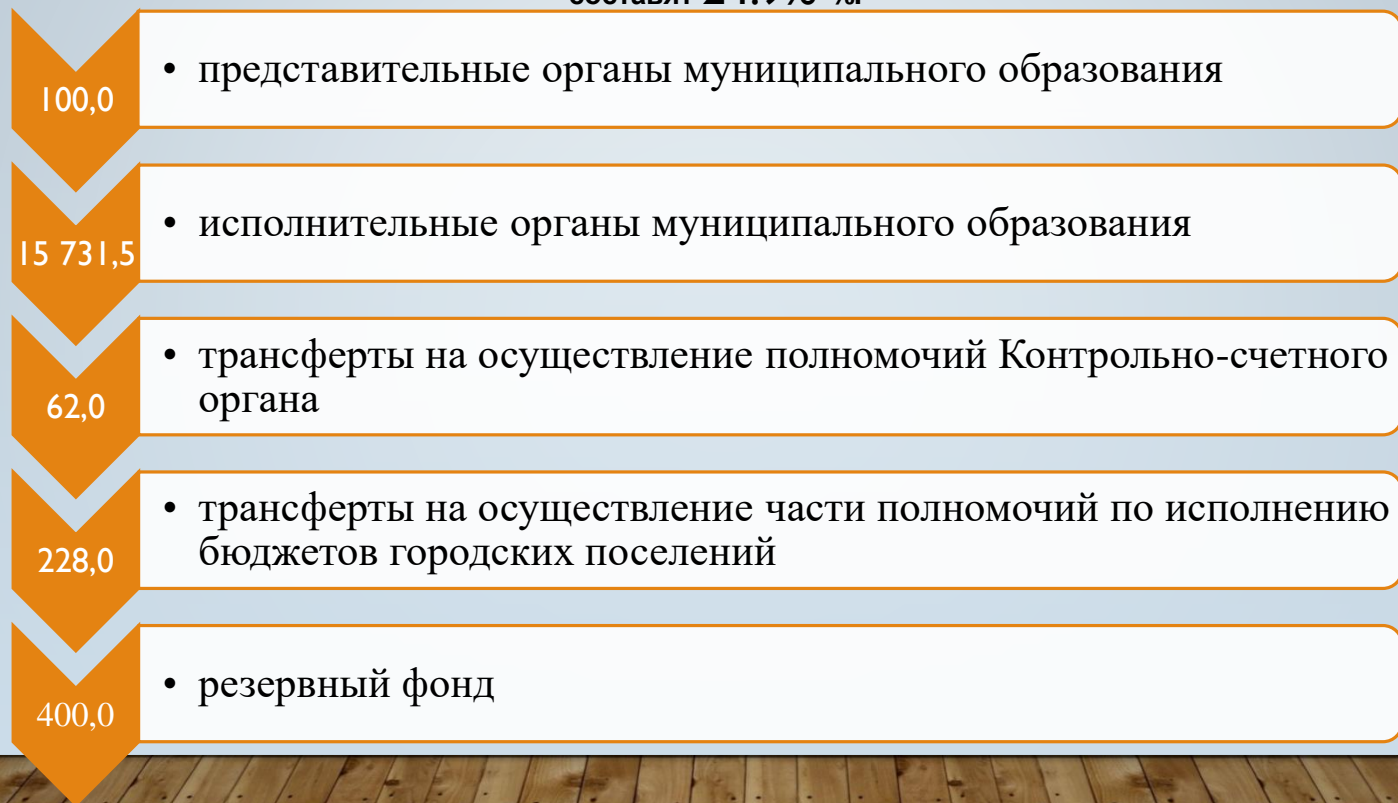 100,0
• представительные органы муниципального образования
15 731,5
• исполнительные органы муниципального образования
62,0
• трансферты на осуществление полномочий Контрольно-счетного
органа
228,0
• трансферты на осуществление части полномочий по исполнению
бюджетов городских поселений
400,0
• резервный фонд